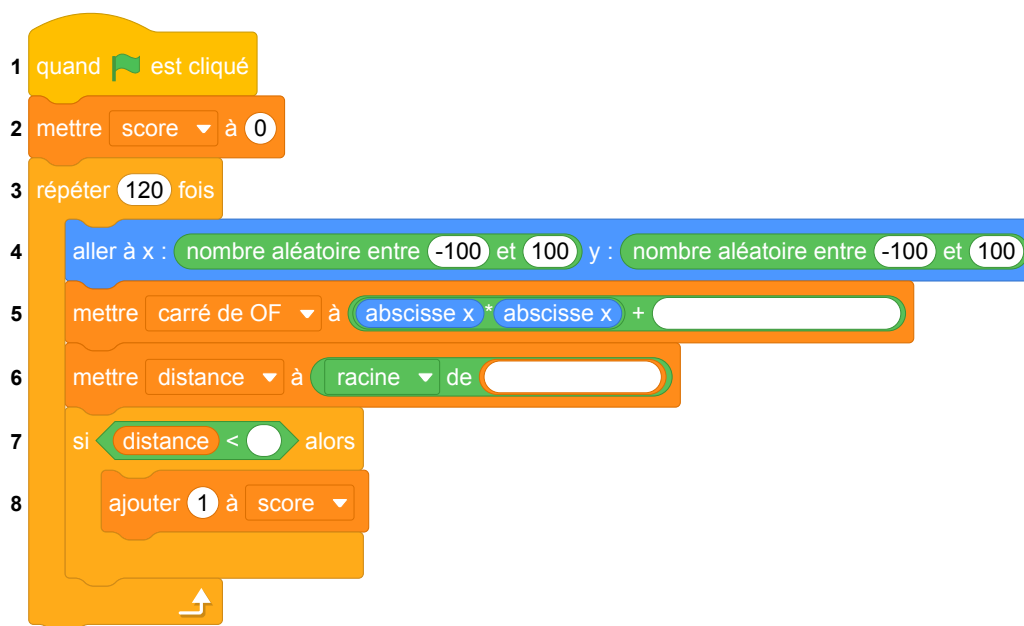 1 quand est cliqué
2 mettre score à 0
3 répéter 120 fois
4 aller à x : nombre aléatoire entre -100 et 100 y : nombre aléatoire entre -100 et 100
5 mettre carré de OF à abscisse x * abscisse x +
6 mettre distance à racine de
7 si distance < alors
8 ajouter 1 à score